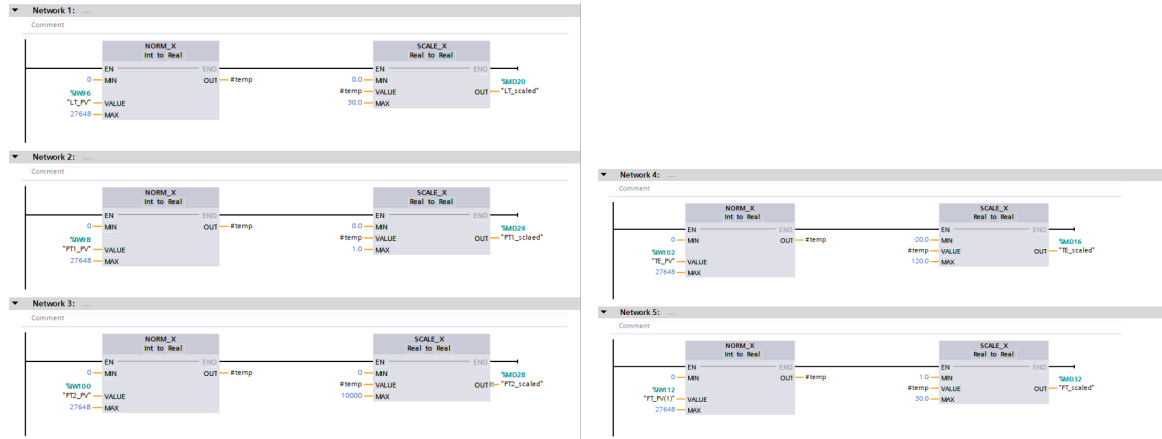 Network 1: ....
Comment
NORM_X
Int to Real
EN ENO
0 MIN OUT #temp
%IW96
"LT_PV" VALUE
27648 MAX
SCALE_X
Real to Real
EN ENO
0.0 MIN
%MD20
#temp VALUE OUT "LT_scaled"
30.0 MAX
Network 2: ....
Comment
NORM_X
Int to Real
EN ENO
0 MIN OUT #temp
%IW98
"PT1_PV" VALUE
27648 MAX
SCALE_X
Real to Real
EN ENO
0.0 MIN
%MD24
#temp VALUE OUT "PT1_sclaed"
1.0 MAX
Network 3: ....
Comment
NORM_X
Int to Real
EN ENO
0 MIN OUT #temp
%IW100
"PT2_PV" VALUE
27648 MAX
SCALE_X
Real to Real
EN ENO
0 MIN
%MD28
#temp VALUE OUT "PT2_scaled"
10000 MAX
Network 4: ....
Comment
NORM_X
Int to Real
EN ENO
0 MIN OUT #temp
%IW102
"TE_PV" VALUE
27648 MAX
SCALE_X
Real to Real
EN ENO
-20.0 MIN
%MD16
#temp VALUE OUT "TE_scaled"
120.0 MAX
Network 5: ....
Comment
NORM_X
Int to Real
EN ENO
0 MIN OUT #temp
%IW112
"FT_PV(1)" VALUE
27648 MAX
SCALE_X
Real to Real
EN ENO
1.0 MIN
%MD32
#temp VALUE OUT "FT_scaled"
30.0 MAX